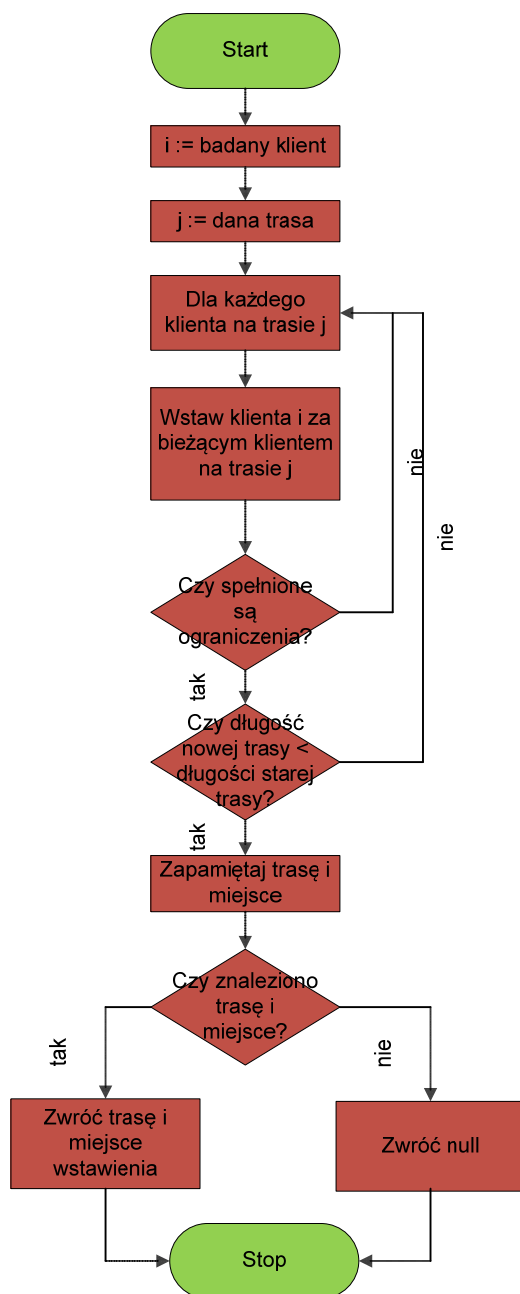 Start
i := badany klient
j := dana trasa
Dla każdego
klienta na trasie j
Wstaw klienta i za
bieżącym klientem
na trasie j
nie
nie
Czy spełnione
są
ograniczenia?
tak
Czy długość
nowej trasy <
długości starej
trasy?
tak
Zapamiętaj trasę i
miejsce
Czy znaleziono
trasę i
miejsce?
tak
nie
Zwróć trasę i
miejsce
wstawienia
Zwróć null
Stop